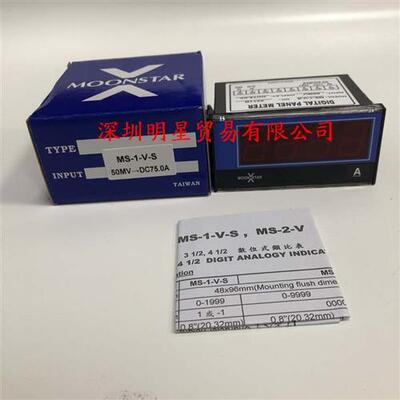 MOONSTAR
X
TYPE
MS-1-V-S
INPUT
50MV→DC75.0A
TAIWAN
DIGITAL PANEL METER
MOONSTAR
A
深圳明星贸易有限公司
MS-1-V-S , MS-2-V
3 1/2, 4 1/2 數位式類比表
4 1/2 DIGIT ANALOGY INDICA
ation
MS-1-V-S
MS
48x96mm(Mounting flush dime
0-1999
0-9999
1 或 -1
0000
0.8"(20.32mm)
0.8"(20.32mm)